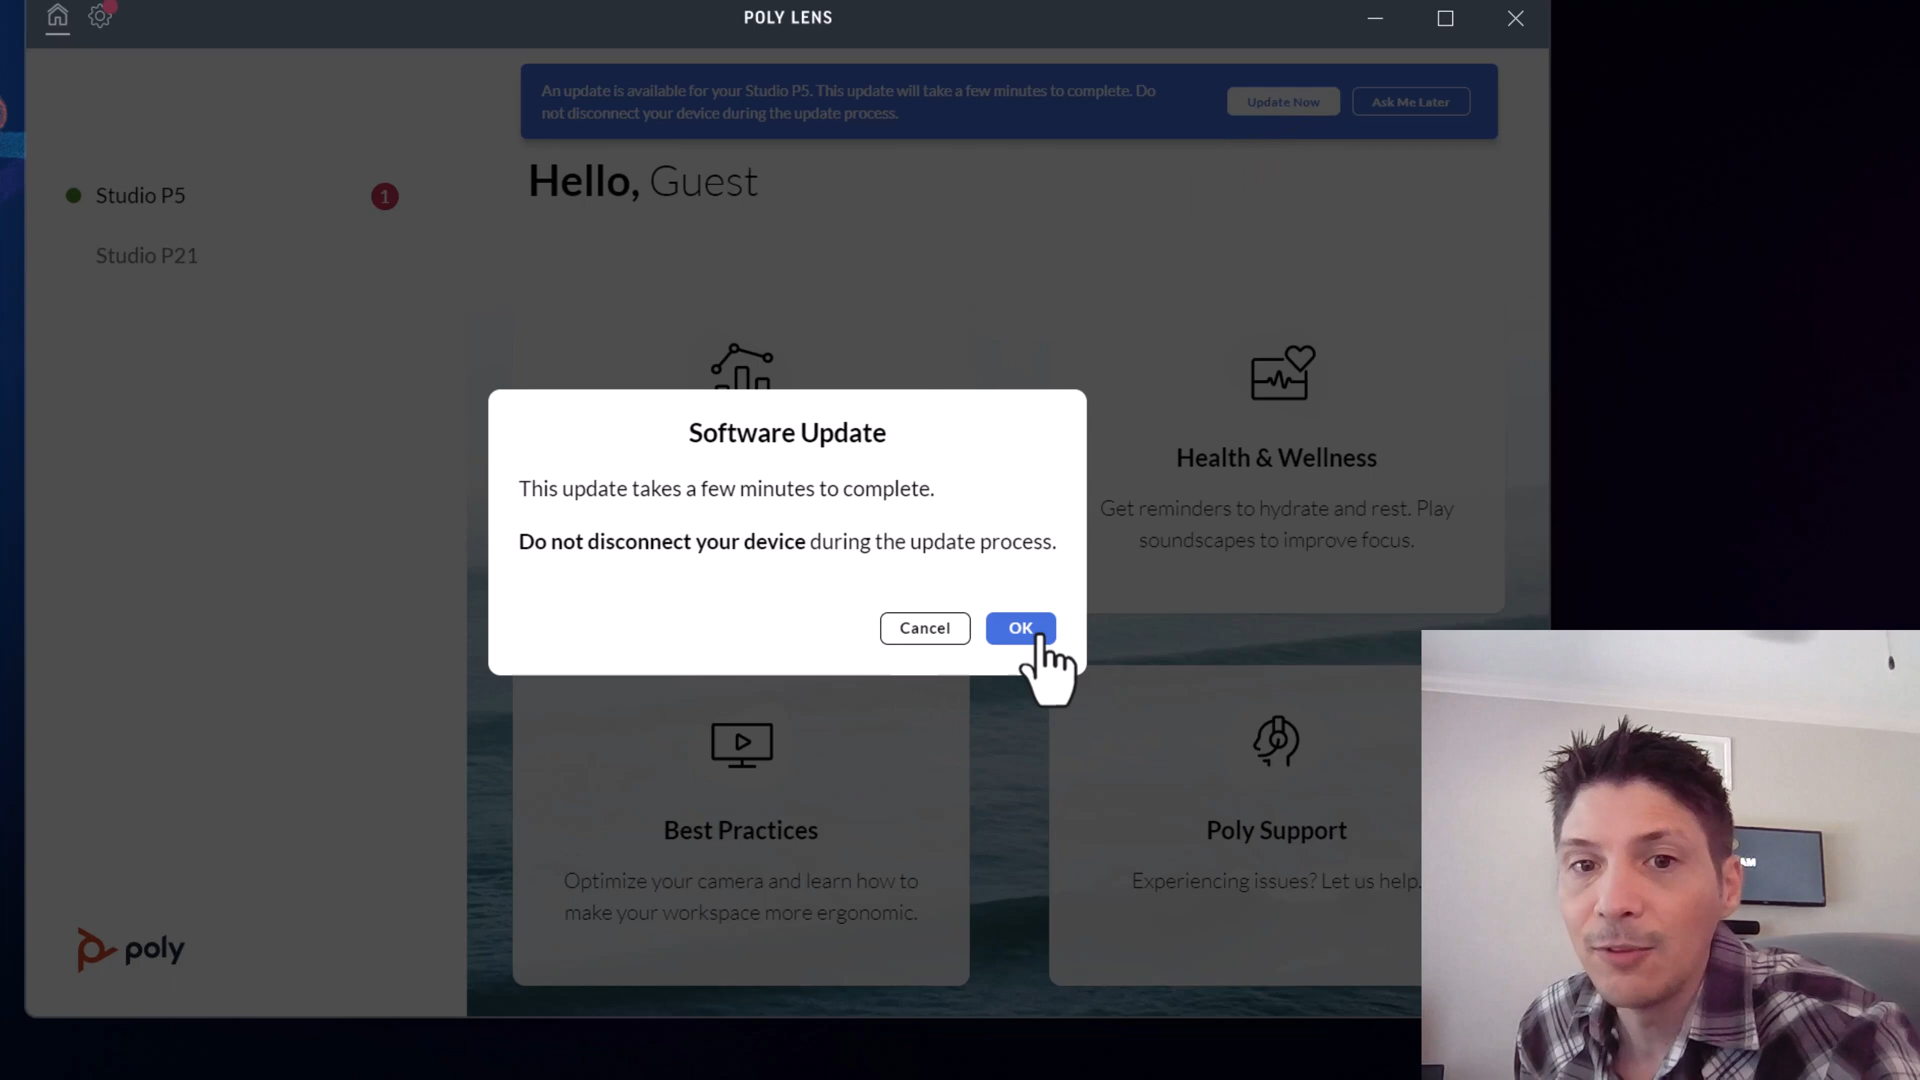 POLY LENS
An update is available for your Studio P5. This update will take a few minutes to complete. Do
not disconnect your device during the update process.
Update Now
Ask Me Later
Studio P5
1
Studio P21
Hello, Guest
Software Update
This update takes a few minutes to complete.
Do not disconnect your device during the update process.
Cancel
OK
Health & Wellness
Get reminders to hydrate and rest. Play
soundscapes to improve focus.
Best Practices
Optimize your camera and learn how to
make your workspace more ergonomic.
Poly Support
Experiencing issues? Let us help.
poly
AM